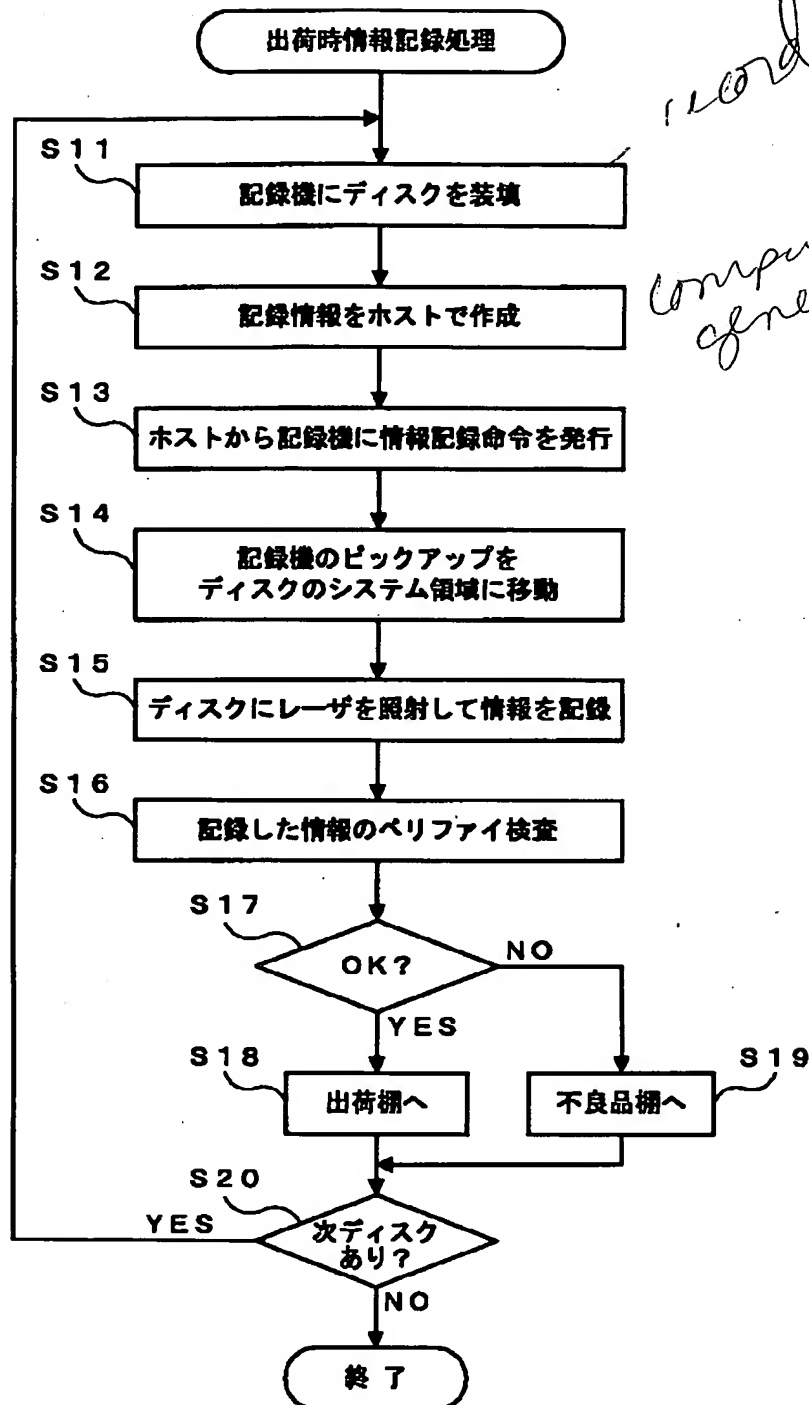 出荷時情報記録処理
S11
記録機にディスクを装填
S12
記録情報をホストで作成
S13
ホストから記録機に情報記録命令を発行
S14
記録機のピックアップを
ディスクのシステム領域に移動
S15
ディスクにレーザを照射して情報を記録
S16
記録した情報のベリファイ検査
S17
OK?
NO
YES
S18
出荷棚へ
S19
不良品棚へ
S20
YES
次ディスク
あり?
NO
終了
record